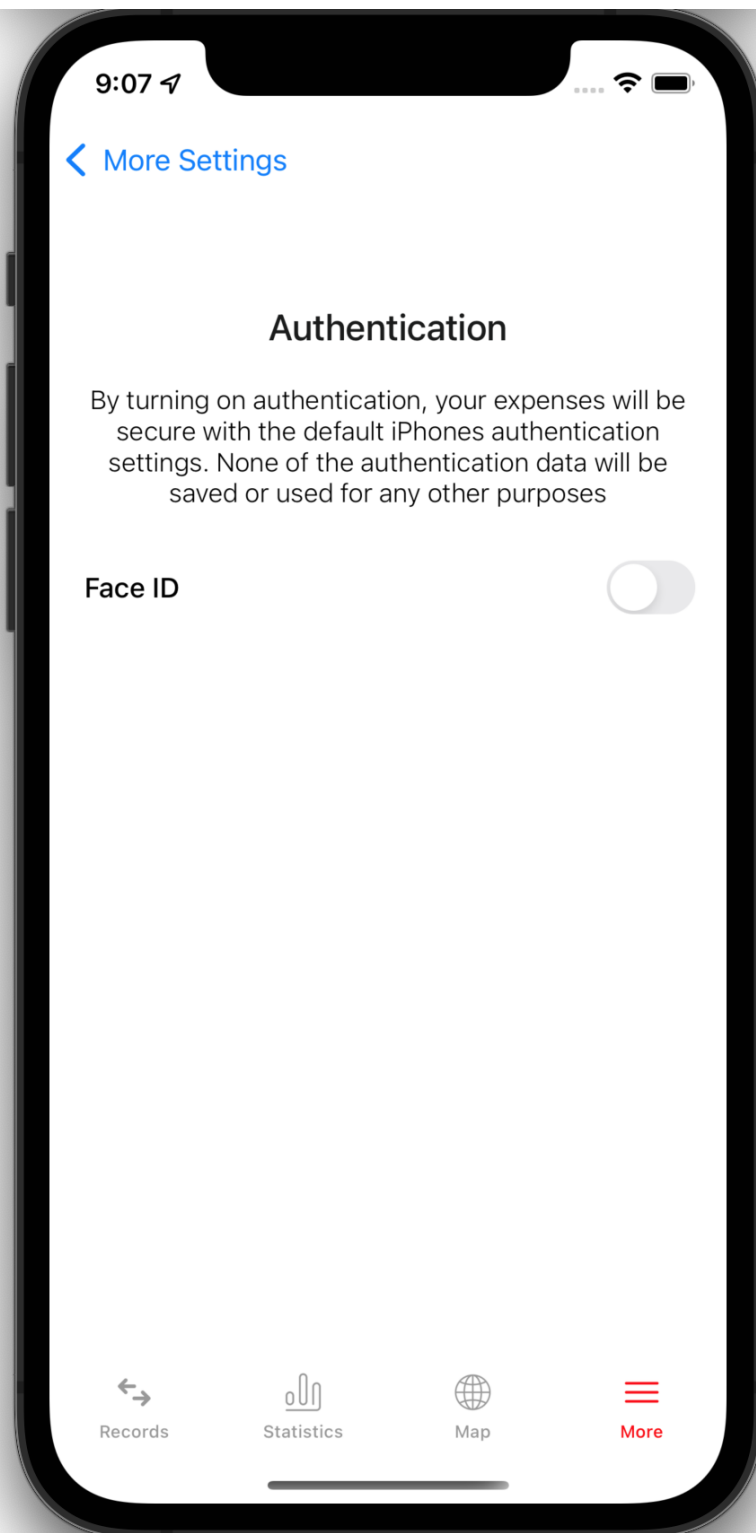 9:07
More Settings
Authentication
By turning on authentication, your expenses will be
secure with the default iPhones authentication
settings. None of the authentication data will be
saved or used for any other purposes
Face ID
Records
Statistics
Map
More